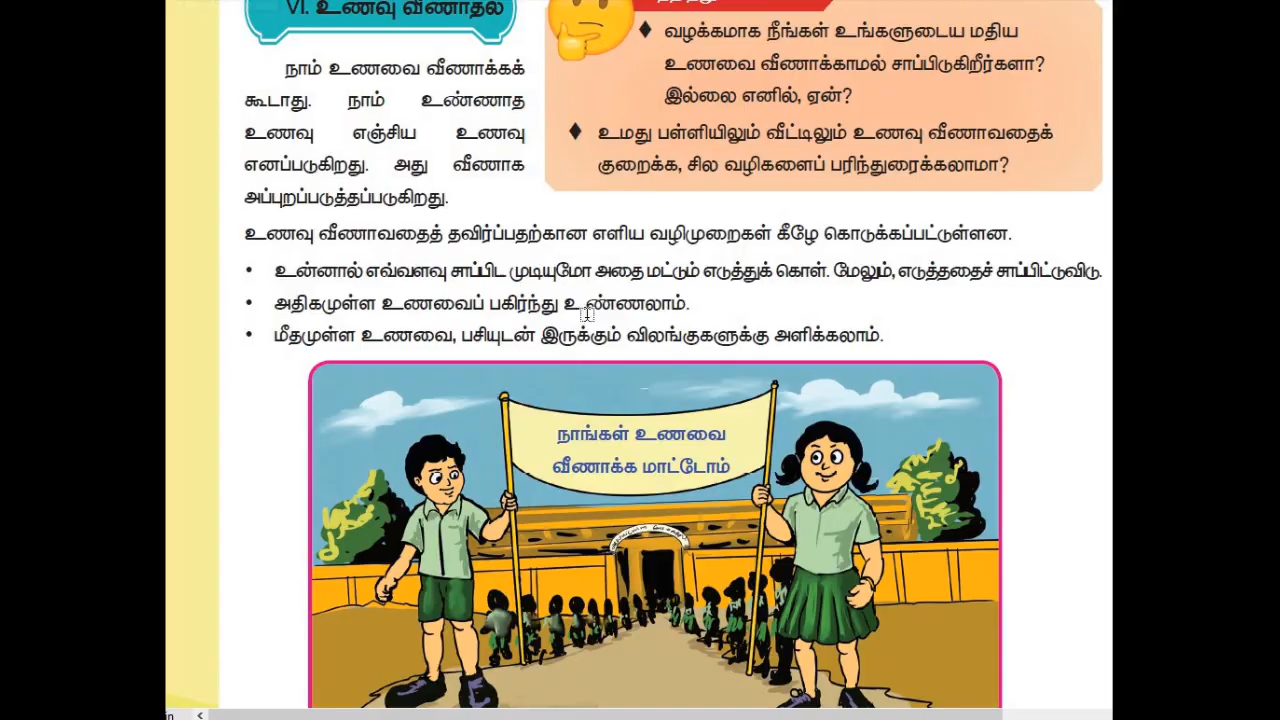 VI. உணவு வீணாதல்
நாம் உணவை வீணாக்கக்
கூடாது. நாம் உண்ணாத
உணவு எஞ்சிய உணவு
எனப்படுகிறது. அது வீணாக
அப்புறப்படுத்தப்படுகிறது.
♦ வழக்கமாக நீங்கள் உங்களுடைய மதிய
உணவை வீணாக்காமல் சாப்பிடுகிறீர்களா?
இல்லை எனில், ஏன்?
♦ உமது பள்ளியிலும் வீட்டிலும் உணவு வீணாவதைக்
குறைக்க, சில வழிகளைப் பரிந்துரைக்கலாமா?
உணவு வீணாவதைத் தவிர்ப்பதற்கான எளிய வழிமுறைகள் கீழே கொடுக்கப்பட்டுள்ளன.
• உன்னால் எவ்வளவு சாப்பிட முடியுமோ அதை மட்டும் எடுத்துக் கொள். மேலும், எடுத்ததைச் சாப்பிட்டுவிடு.
• அதிகமுள்ள உணவைப் பகிர்ந்து உண்ணலாம்.
• மீதமுள்ள உணவை, பசியுடன் இருக்கும் விலங்குகளுக்கு அளிக்கலாம்.
நாங்கள் உணவை
வீணாக்க மாட்டோம்